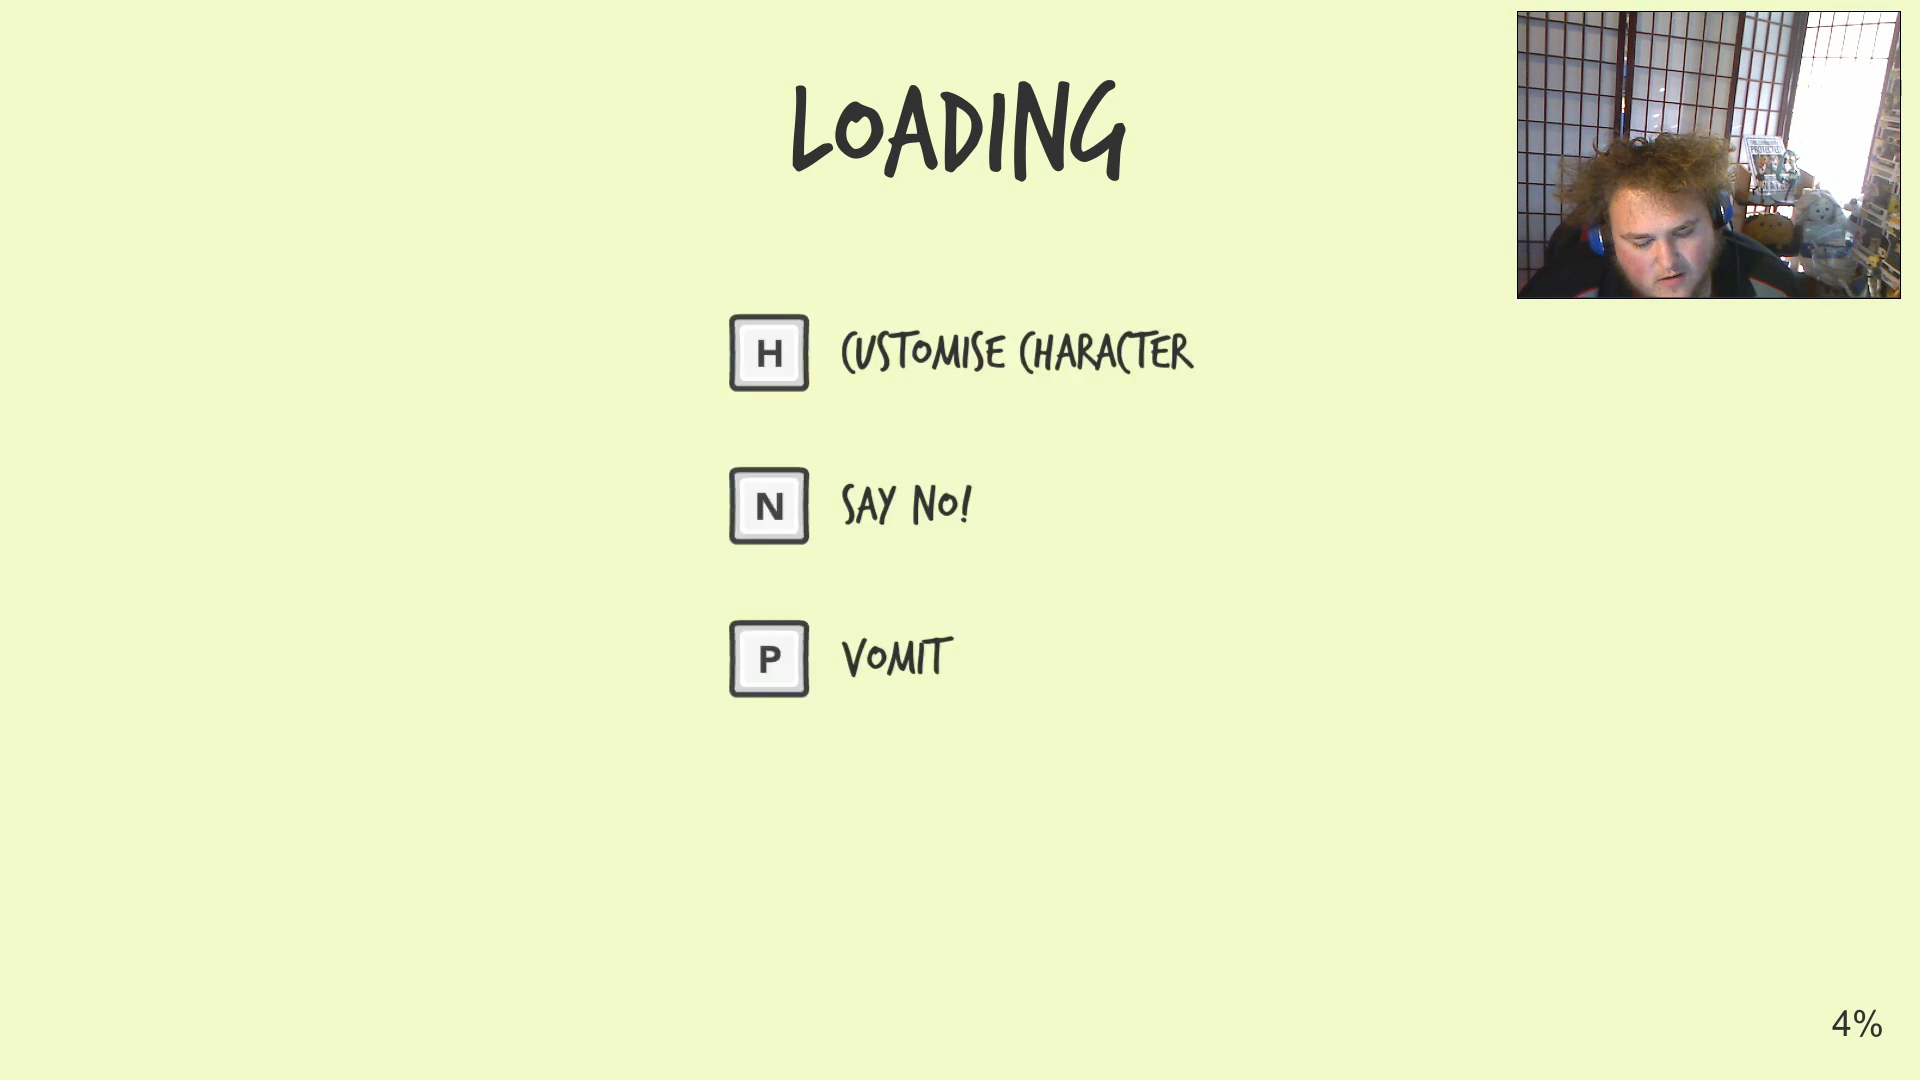 LOADING
H CUSTOMISE CHARACTER
N SAY NO!
P VOMIT
4%